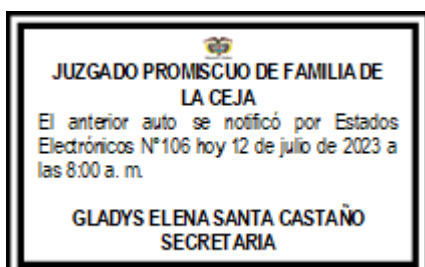 JUZGADO PROMISCUO DE FAMILIA DE
LA CEJA
El anterior auto se notificó por Estados
Electrónicos N°106 hoy 12 de julio de 2023 a
las 8:00 a. m.
GLADYS ELENA SANTA CASTAÑO
SECRETARIA